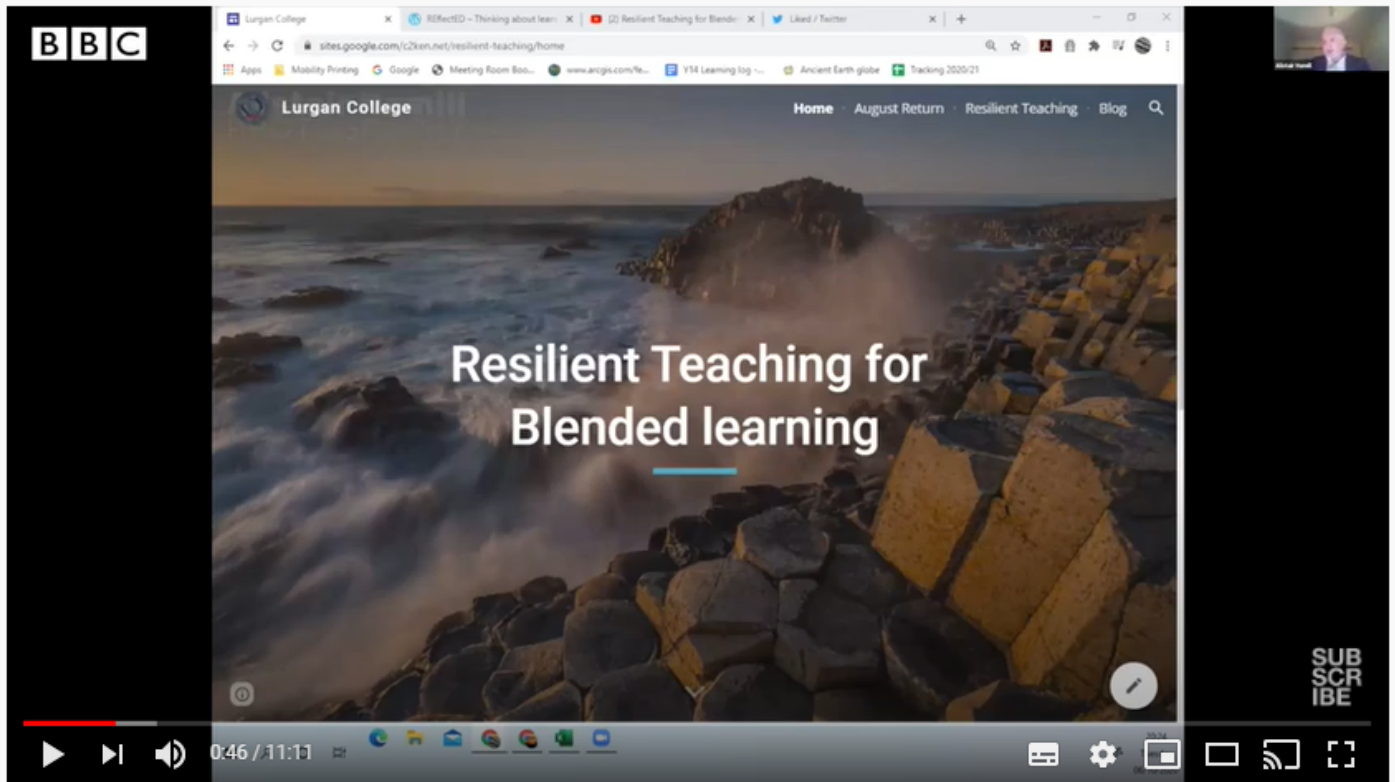 BBC
Lurgan College
REflectED – Thinking about learn
(2) Resilient Teaching for Blende
Liked / Twitter
sites.google.com/c2ken.net/resilient-teaching/home
Apps
Mobility Printing
Google
Meeting Room Boo...
www.arcgis.com/fe...
Y14 Learning log -...
Ancient Earth globe
Tracking 2020/21
Lurgan College
Home
August Return
Resilient Teaching
Blog
Resilient Teaching for
Blended learning
SUB
SCR
IBE
0:46 / 11:11